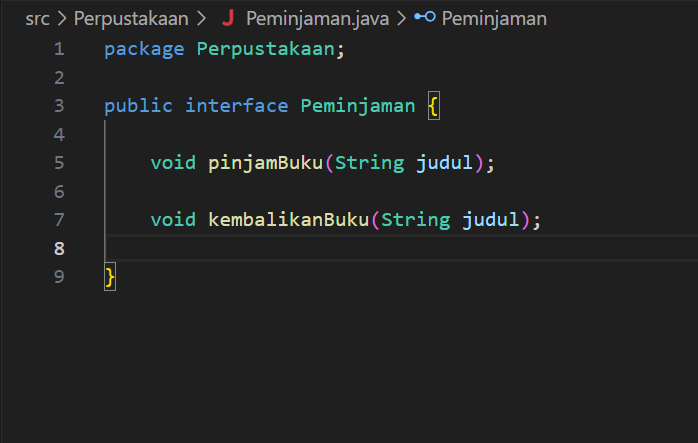 src > Perpustakaan > J Peminjaman.java > Peminjaman
1 package Perpustakaan;
2
3 public interface Peminjaman {
4
5 void pinjamBuku(String judul);
6
7 void kembalikanBuku(String judul);
8
9 }